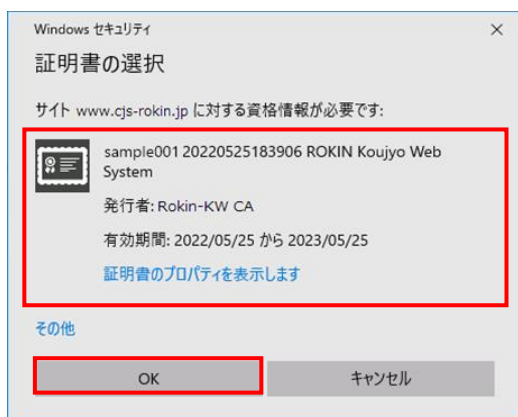 Windows セキュリティ
証明書の選択
サイト www.cjs-rokin.jp に対する資格情報が必要です:
sample001 20220525183906 ROKIN Koujyo Web
System
発行者: Rokin-KW CA
有効期間: 2022/05/25 から 2023/05/25
証明書のプロパティを表示します
その他
OK
キャンセル